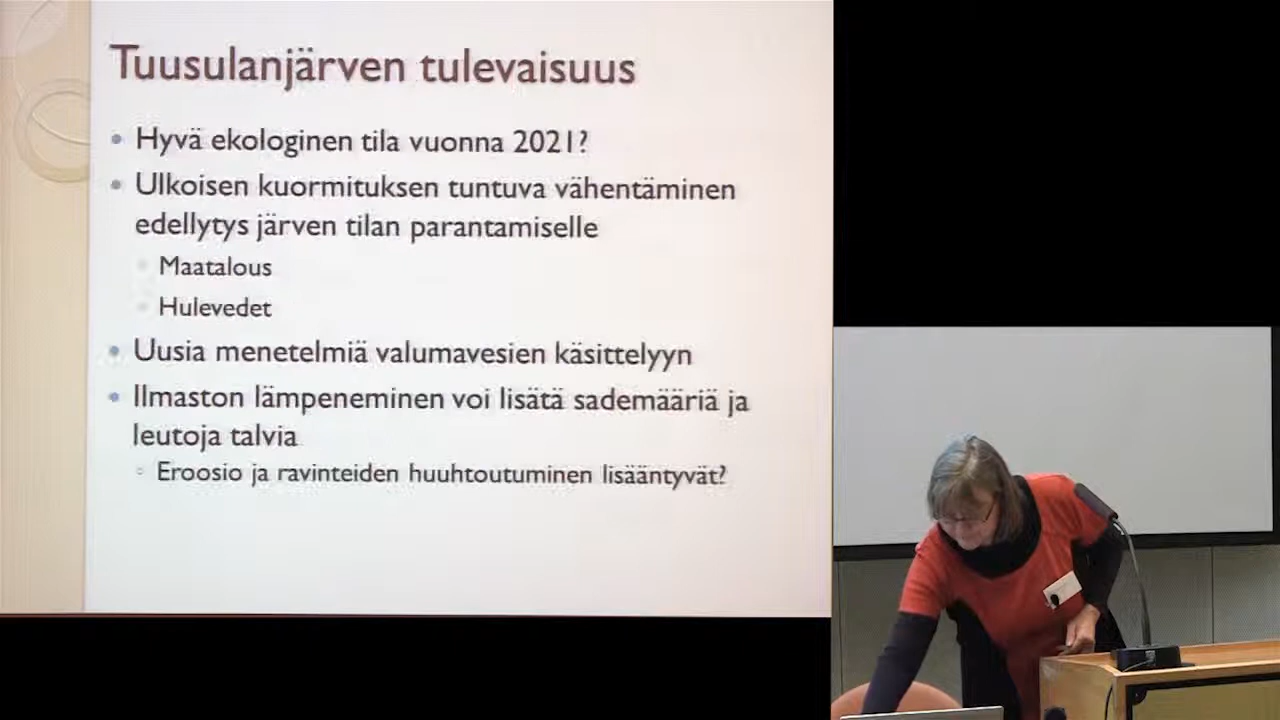 Tuusulanjärven tulevaisuus
Hyvä ekologinen tila vuonna 2021?
Ulkoisen kuormituksen tuntuva vähentäminen
edellytys järven tilan parantamiselle
Maatalous
Hulevedet
Uusia menetelmiä valumavesien käsittelyyn
Ilmaston lämpeneminen voi lisätä sademääriä ja
leutoja talvia
Eroosio ja ravinteiden huuhtoutuminen lisääntyvät?